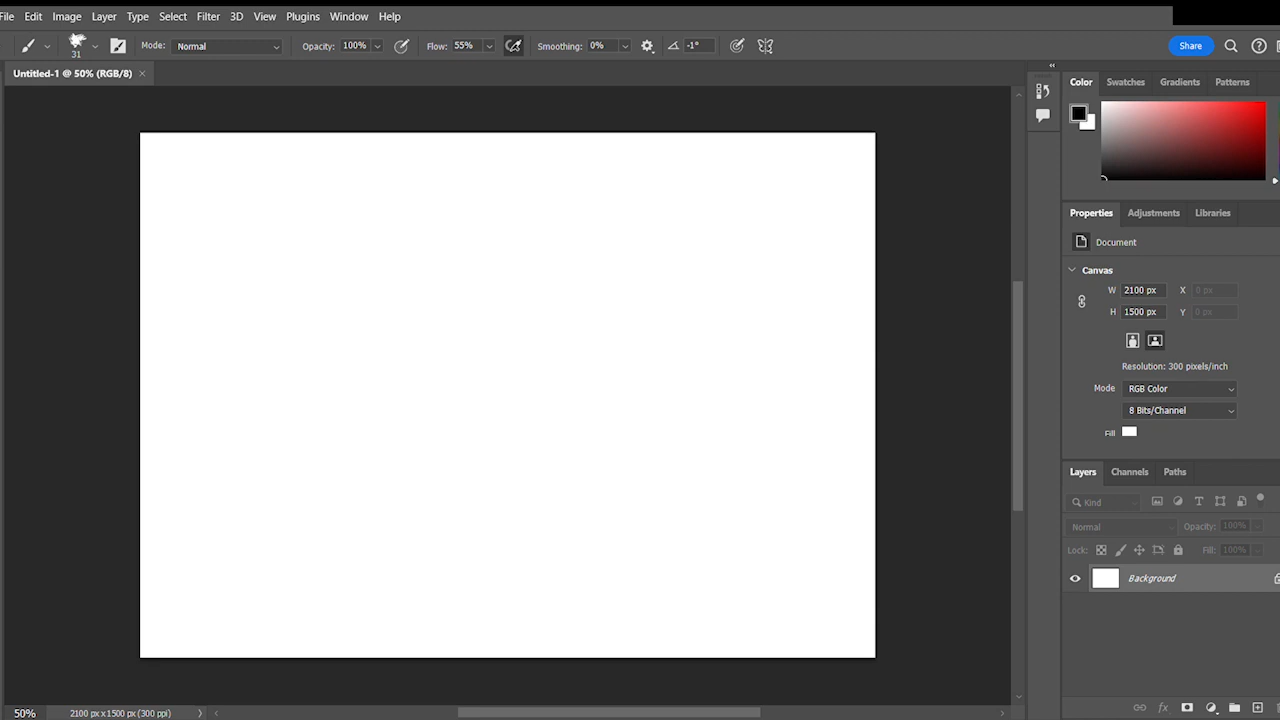 File Edit Image Layer Type Select Filter 3D View Plugins Window Help
31 Mode: Normal Opacity: 100% Flow: 55% Smoothing: 0% -1° Share
Untitled-1 @ 50% (RGB/8)
Color Swatches Gradients Patterns
Properties Adjustments Libraries
Document
Canvas
W 2100 px X 0 px
H 1500 px Y 0 px
Resolution: 300 pixels/inch
Mode RGB Color
8 Bits/Channel
Fill
Layers Channels Paths
Kind
Normal Opacity: 100%
Lock: Fill: 100%
Background
50% 2100 px x 1500 px (300 ppi)